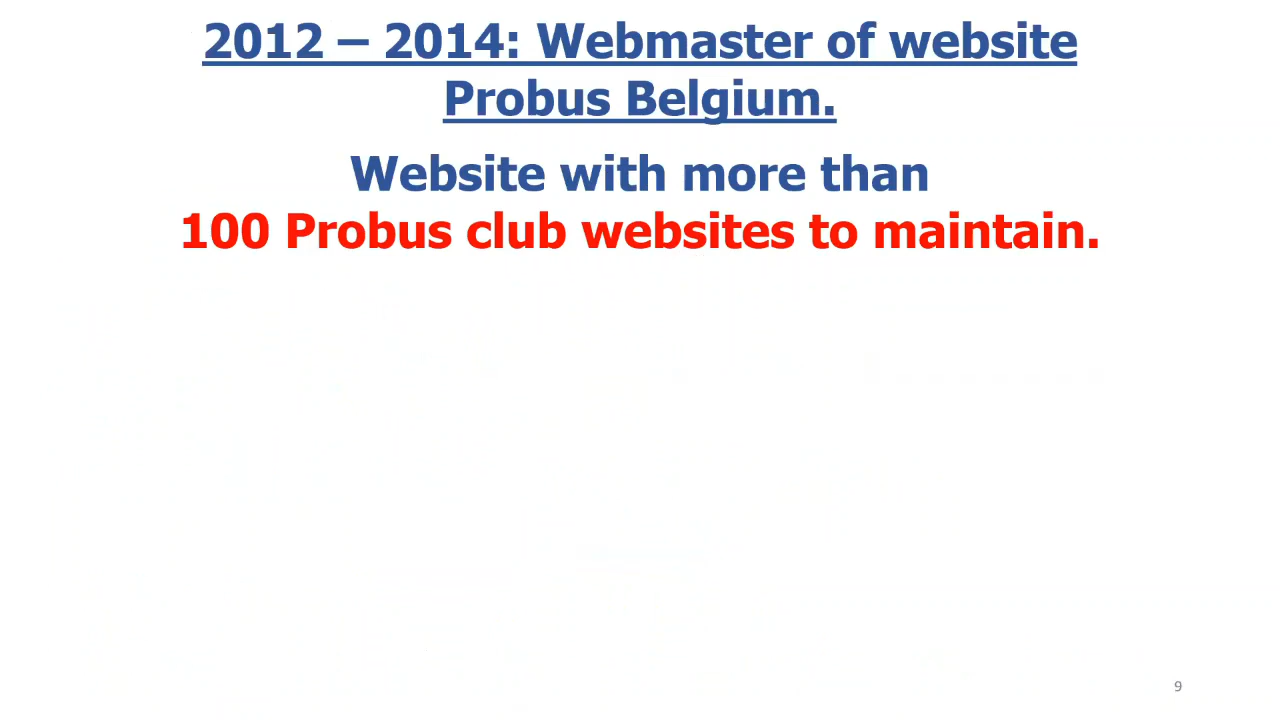 2012 – 2014: Webmaster of website
Probus Belgium.
Website with more than
100 Probus club websites to maintain.
9